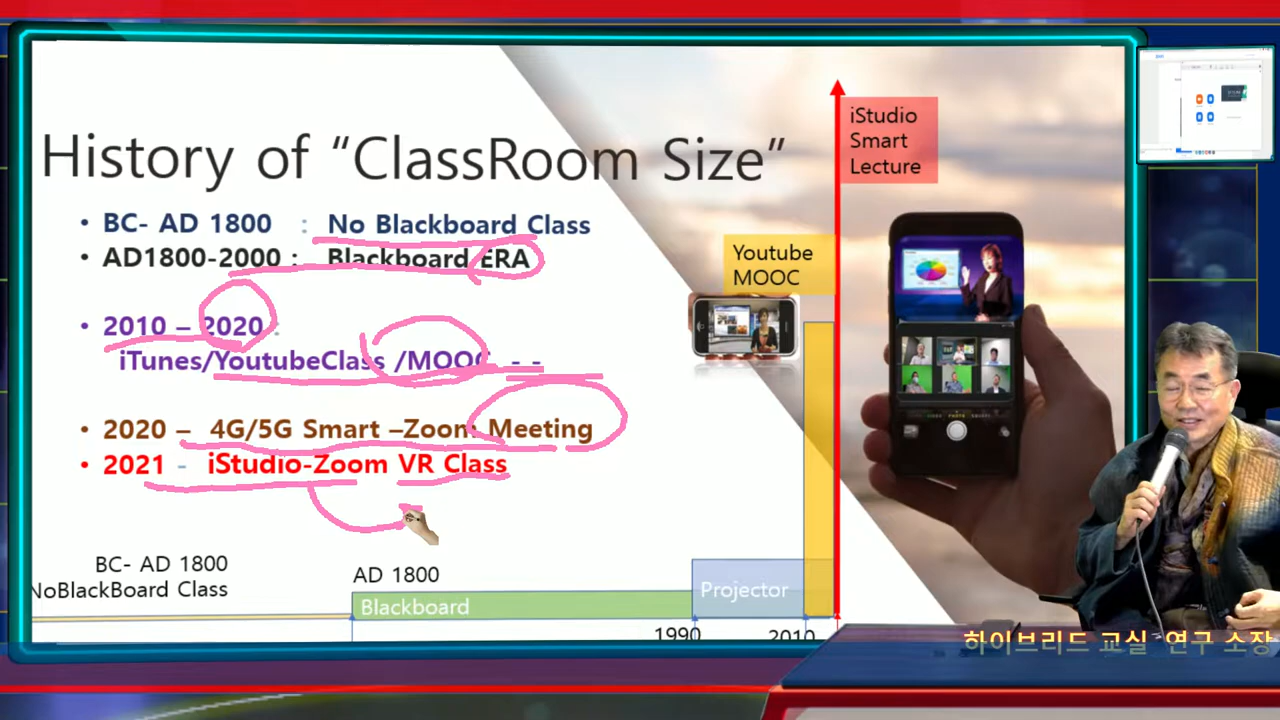 History of “ClassRoom Size”
• BC- AD 1800 : No Blackboard Class
• AD1800-2000 : Blackboard ERA
• 2010 – 2020 :
iTunes/YoutubeClass /MOOC - -
• 2020 – 4G/5G Smart –Zoom Meeting
• 2021 - iStudio-Zoom VR Class
iStudio
Smart
Lecture
Youtube
MOOC
BC- AD 1800
NoBlackBoard Class
AD 1800
Blackboard
Projector
1990
2010
하이브리드 교실 연구 소장